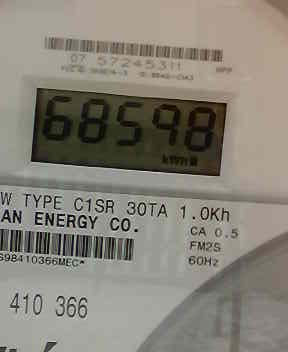 07 57245311
68598
kWh
W TYPE C1SR 30TA 1.0Kh
AN ENERGY CO. CA 0.5
FM2S
S98410366MEC* 60Hz
410 366